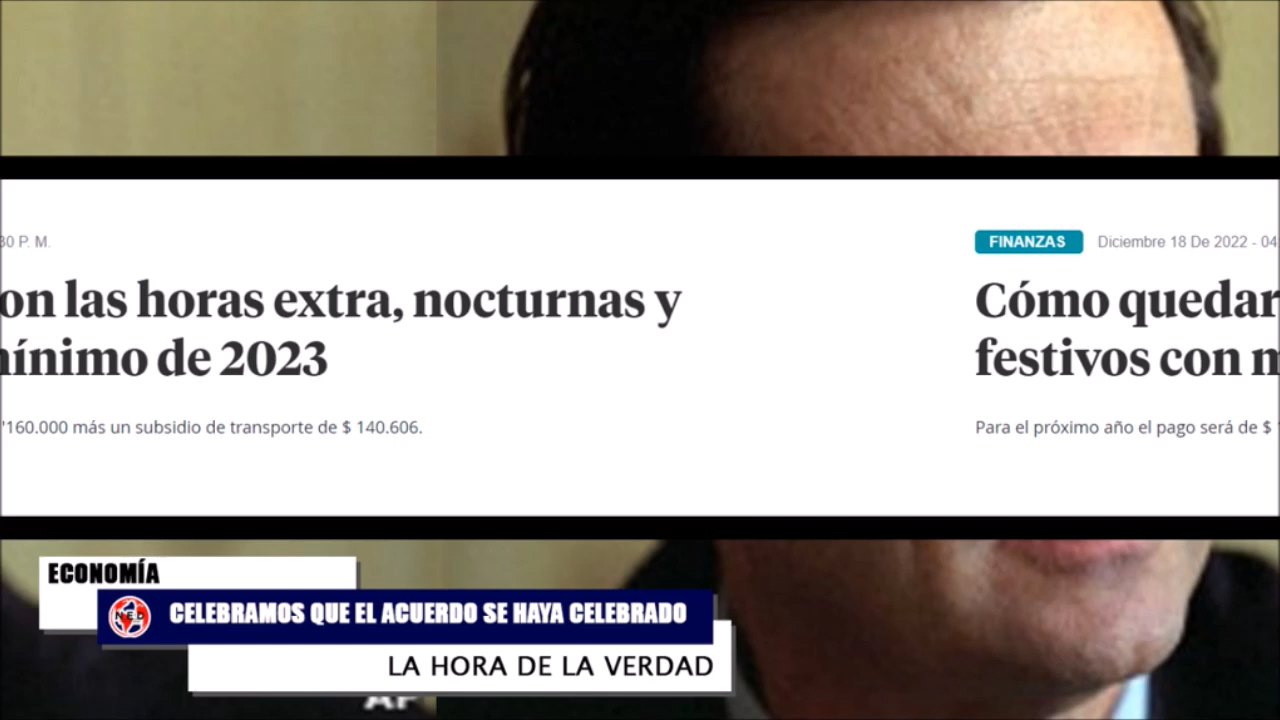 30 P. M.
on las horas extra, nocturnas y
mínimo de 2023
'160.000 más un subsidio de transporte de $ 140.606.
FINANZAS Diciembre 18 De 2022 - 04
Cómo quedar
festivos con m
Para el próximo año el pago será de $
ECONOMÍA
CELEBRAMOS QUE EL ACUERDO SE HAYA CELEBRADO
LA HORA DE LA VERDAD
AP